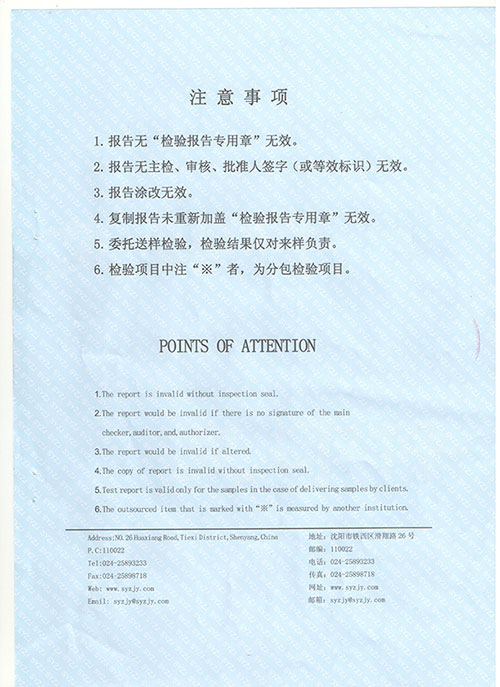 注意事项
1. 报告无“检验报告专用章”无效。
2. 报告无主检、审核、批准人签字（或等效标识）无效。
3. 报告涂改无效。
4. 复制报告未重新加盖“检验报告专用章”无效。
5. 委托送样检验，检验结果仅对来样负责。
6. 检验项目中注“※”者，为分包检验项目。
POINTS OF ATTENTION
1.The report is invalid without inspection seal.
2.The report would be invalid if there is no signature of the main
checker,auditor,and,authorizer.
3.The report would be invalid if altered.
4.The copy of report is invalid without inspection seal.
5.Test report is valid only for the samples in the case of delivering samples by clients.
6.The outsourced item that is marked with “※” is measured by another institution.
Address:NO.26 Huaxiang Road, Tiexi District, Shenyang, China
P.C:110022
Tel:024-25893233
Fax:024-25898718
Web: www.syzjy.com
Email: syzjy@syzjy.com
地址: 沈阳市铁西区滑翔路 26 号
邮编: 110022
电话: 024-25893233
传真: 024-25898718
网址: www.syzjy.com
邮箱: syzjy@syzjy.com